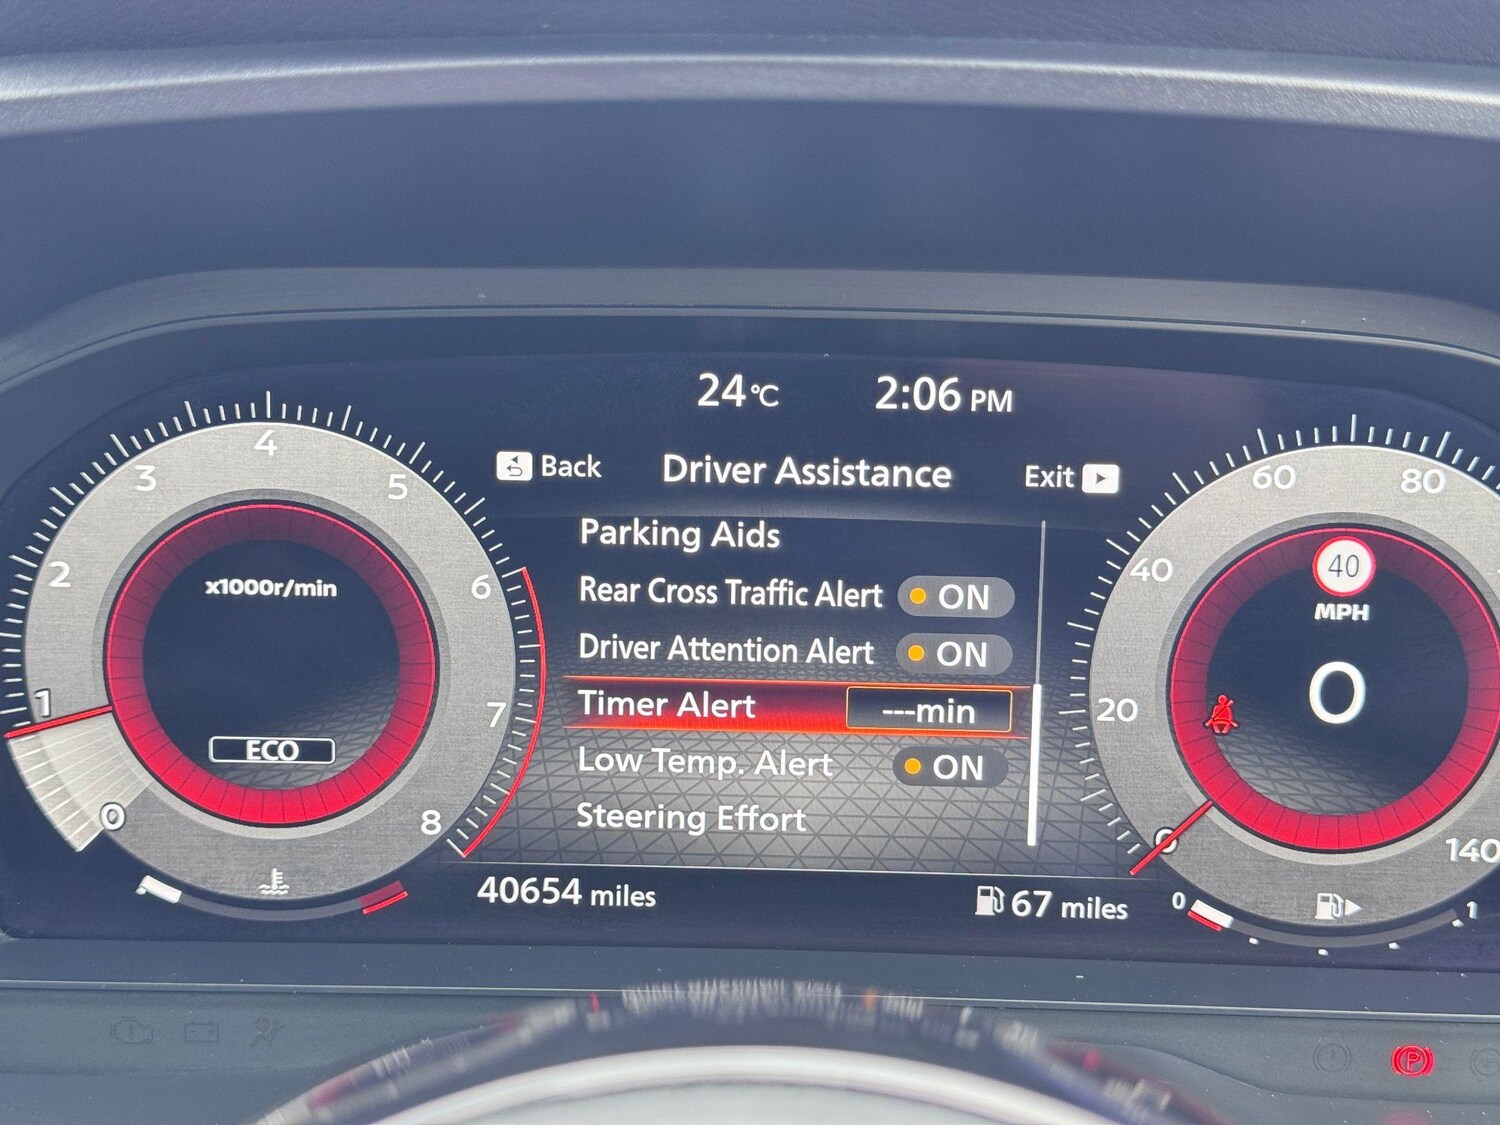 24°C 2:06 PM
Back Driver Assistance Exit
Parking Aids
Rear Cross Traffic Alert ON
Driver Attention Alert ON
Timer Alert ---min
Low Temp. Alert ON
Steering Effort
40654 miles 67 miles
0 1 2 3 4 5 6 7 8
x1000r/min
ECO
0 20 40 60 80 140
40
MPH
0
0 1
P